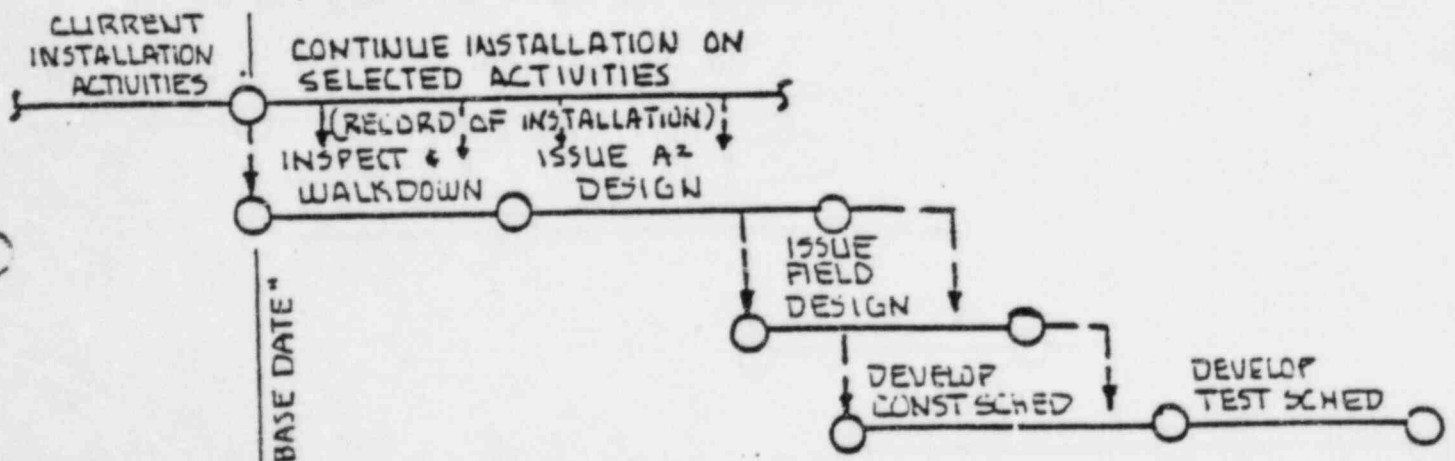 CURRENT
INSTALLATION
ACTIVITIES
CONTINUE INSTALLATION ON
SELECTED ACTIVITIES
(RECORD OF INSTALLATION)
INSPECT &
WALKDOWN
ISSUE A²
DESIGN
ISSUE
FIELD
DESIGN
BASE DATE"
DEVELOP
CONST SCHED
DEVELOP
TEST SCHED